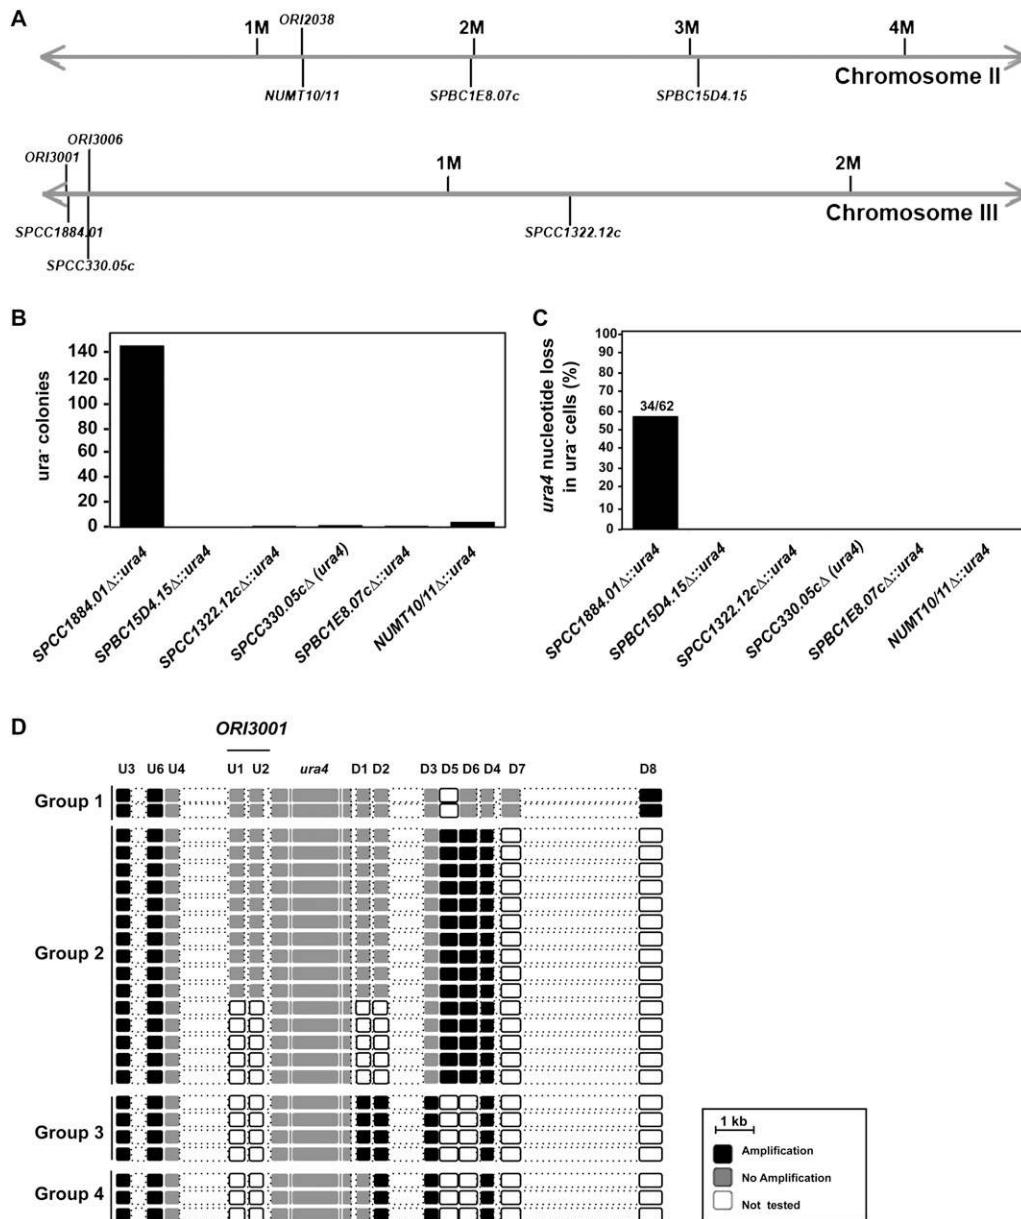 A
1M
ORI2038
2M
3M
4M
Chromosome II
NUMT10/11
SPBC1E8.07c
SPBC15D4.15
ORI3006
ORI3001
1M
2M
Chromosome III
SPCC1884.01
SPCC1322.12c
SPCC330.05c
B
ura- colonies
140
120
100
80
60
40
20
0
SPCC1884.01Δ::ura4
SPBC15D4.15Δ::ura4
SPCC1322.12cΔ::ura4
SPCC330.05cΔ (ura4)
SPBC1E8.07cΔ::ura4
NUMT10/11Δ::ura4
C
ura4 nucleotide loss
in ura- cells (%)
100
90
80
70
60
50
40
30
20
10
0
34/62
SPCC1884.01Δ::ura4
SPBC15D4.15Δ::ura4
SPCC1322.12cΔ::ura4
SPCC330.05cΔ (ura4)
SPBC1E8.07cΔ::ura4
NUMT10/11Δ::ura4
D
ORI3001
U3 U6 U4 U1 U2 ura4 D1 D2 D3 D5 D6 D4 D7 D8
Group 1
Group 2
Group 3
Group 4
1 kb
Amplification
No Amplification
Not tested